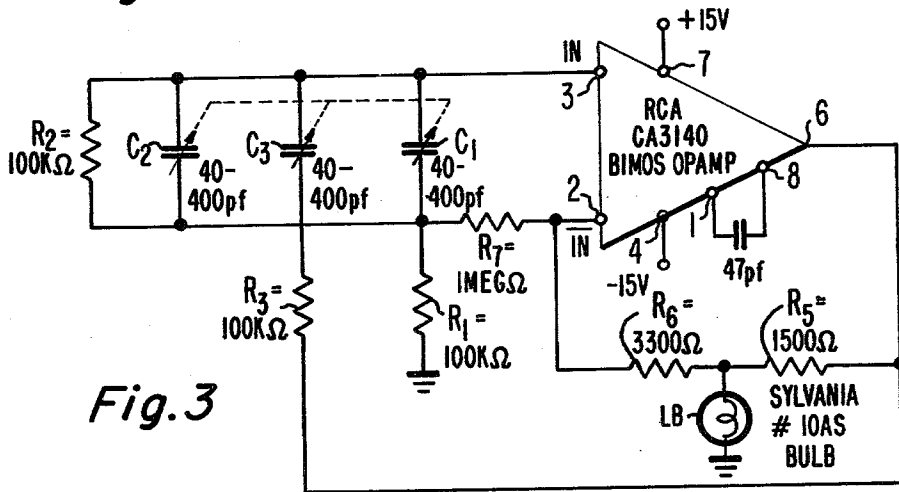 +15V
IN
7
3
RCA
CA3140
BIMOS OPAMP
6
R2=
100KΩ
C2
40-
400pf
C3
40-
400pf
C1
40-
400pf
8
2
IN
4
1
R7=
1MEGΩ
-15V
47pf
R3=
100KΩ
R1=
100KΩ
R6=
3300Ω
R5=
1500Ω
Fig.3
LB
SYLVANIA
# 10AS
BULB